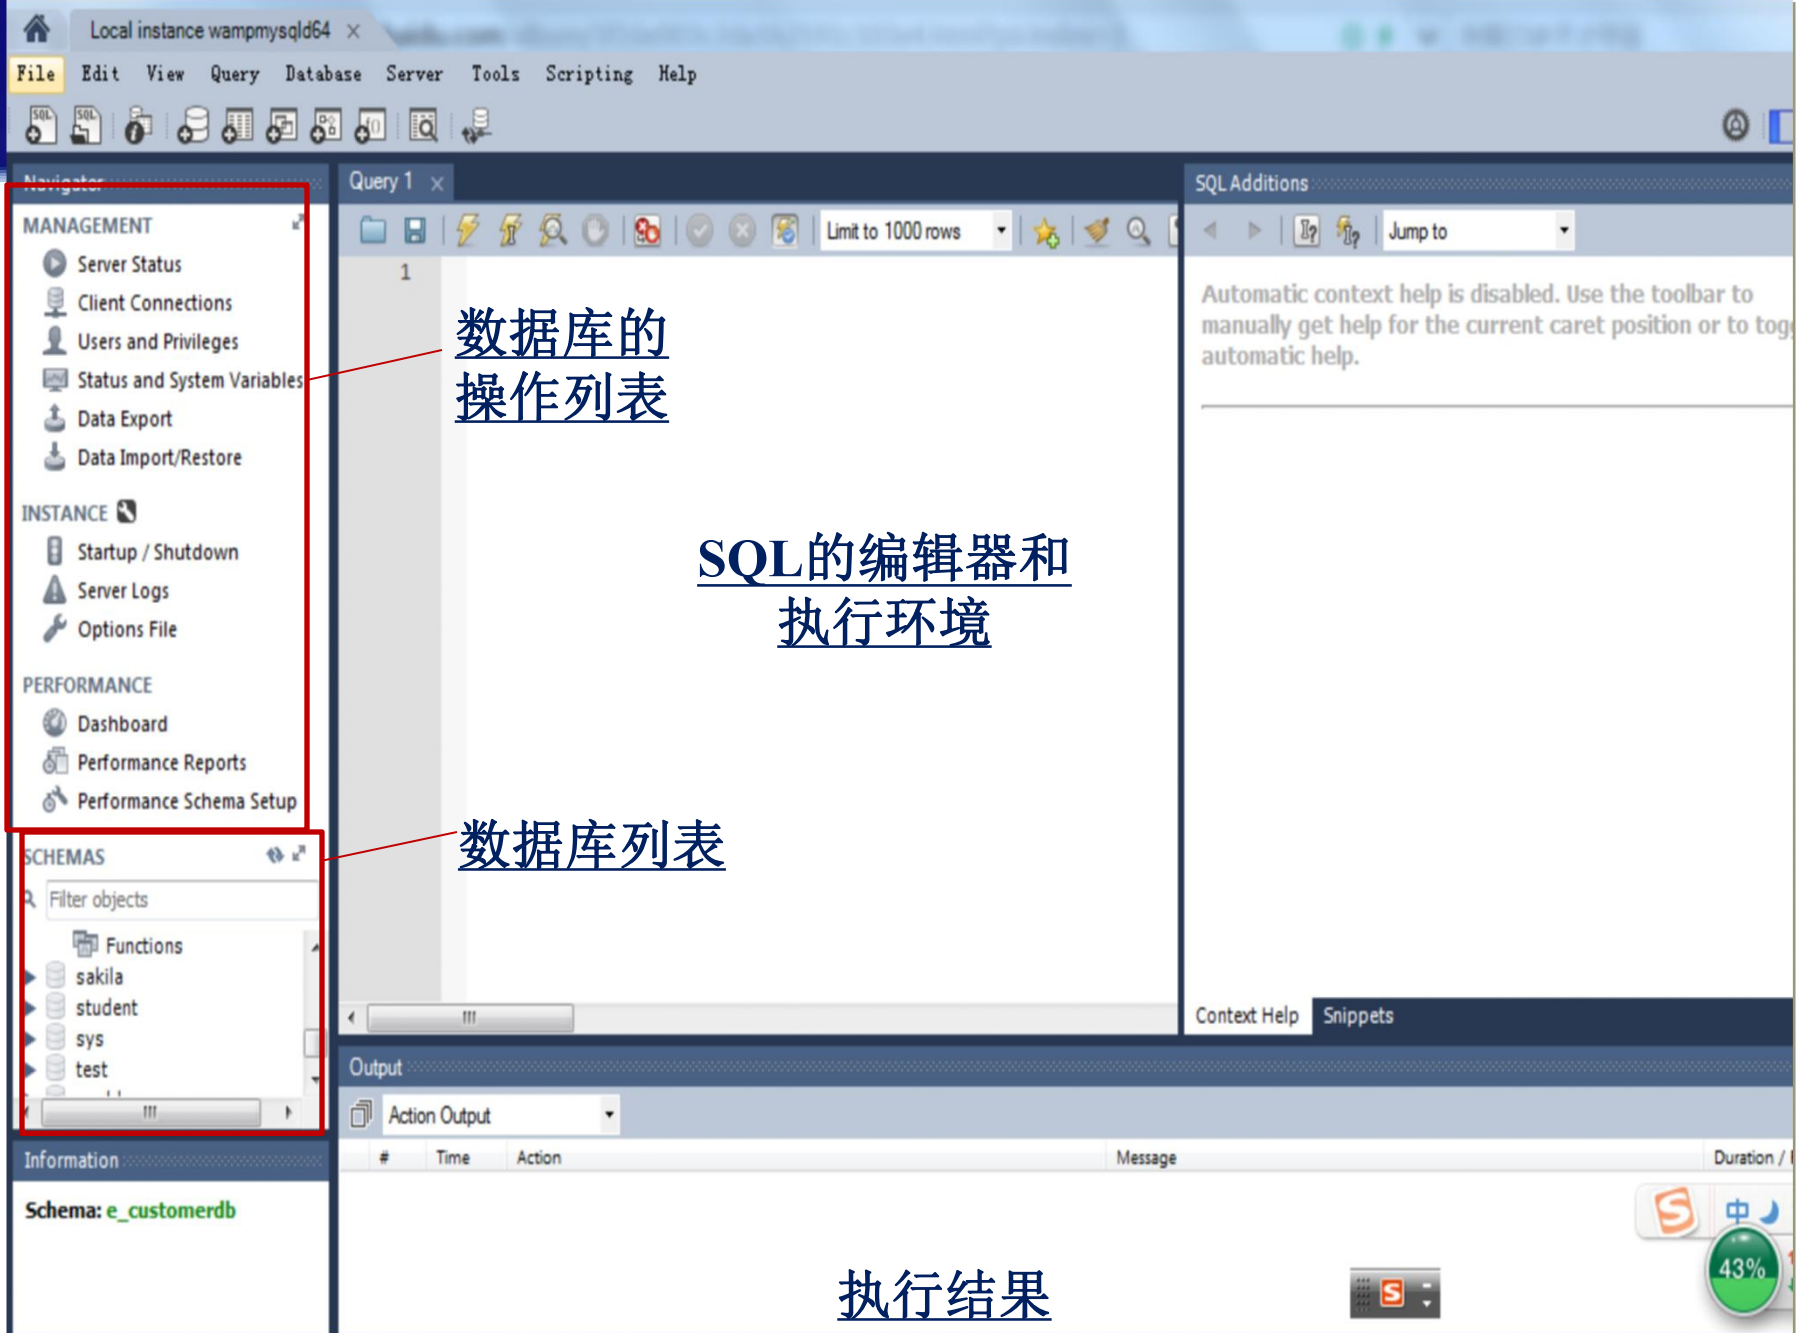 Local instance wampmysqld64
File Edit View Query Database Server Tools Scripting Help
Navigator
MANAGEMENT
Server Status
Client Connections
Users and Privileges
Status and System Variables
Data Export
Data Import/Restore
INSTANCE
Startup / Shutdown
Server Logs
Options File
PERFORMANCE
Dashboard
Performance Reports
Performance Schema Setup
SCHEMAS
Filter objects
Functions
sakila
student
sys
test
Information
Schema: e_customerdb
Query 1
Limit to 1000 rows
1
数据库的
操作列表
SQL的编辑器和
执行环境
数据库列表
SQL Additions
Jump to
Automatic context help is disabled. Use the toolbar to
manually get help for the current caret position or to tog
automatic help.
Context Help Snippets
Output
Action Output
# Time Action Message Duration /
中
43%
执行结果